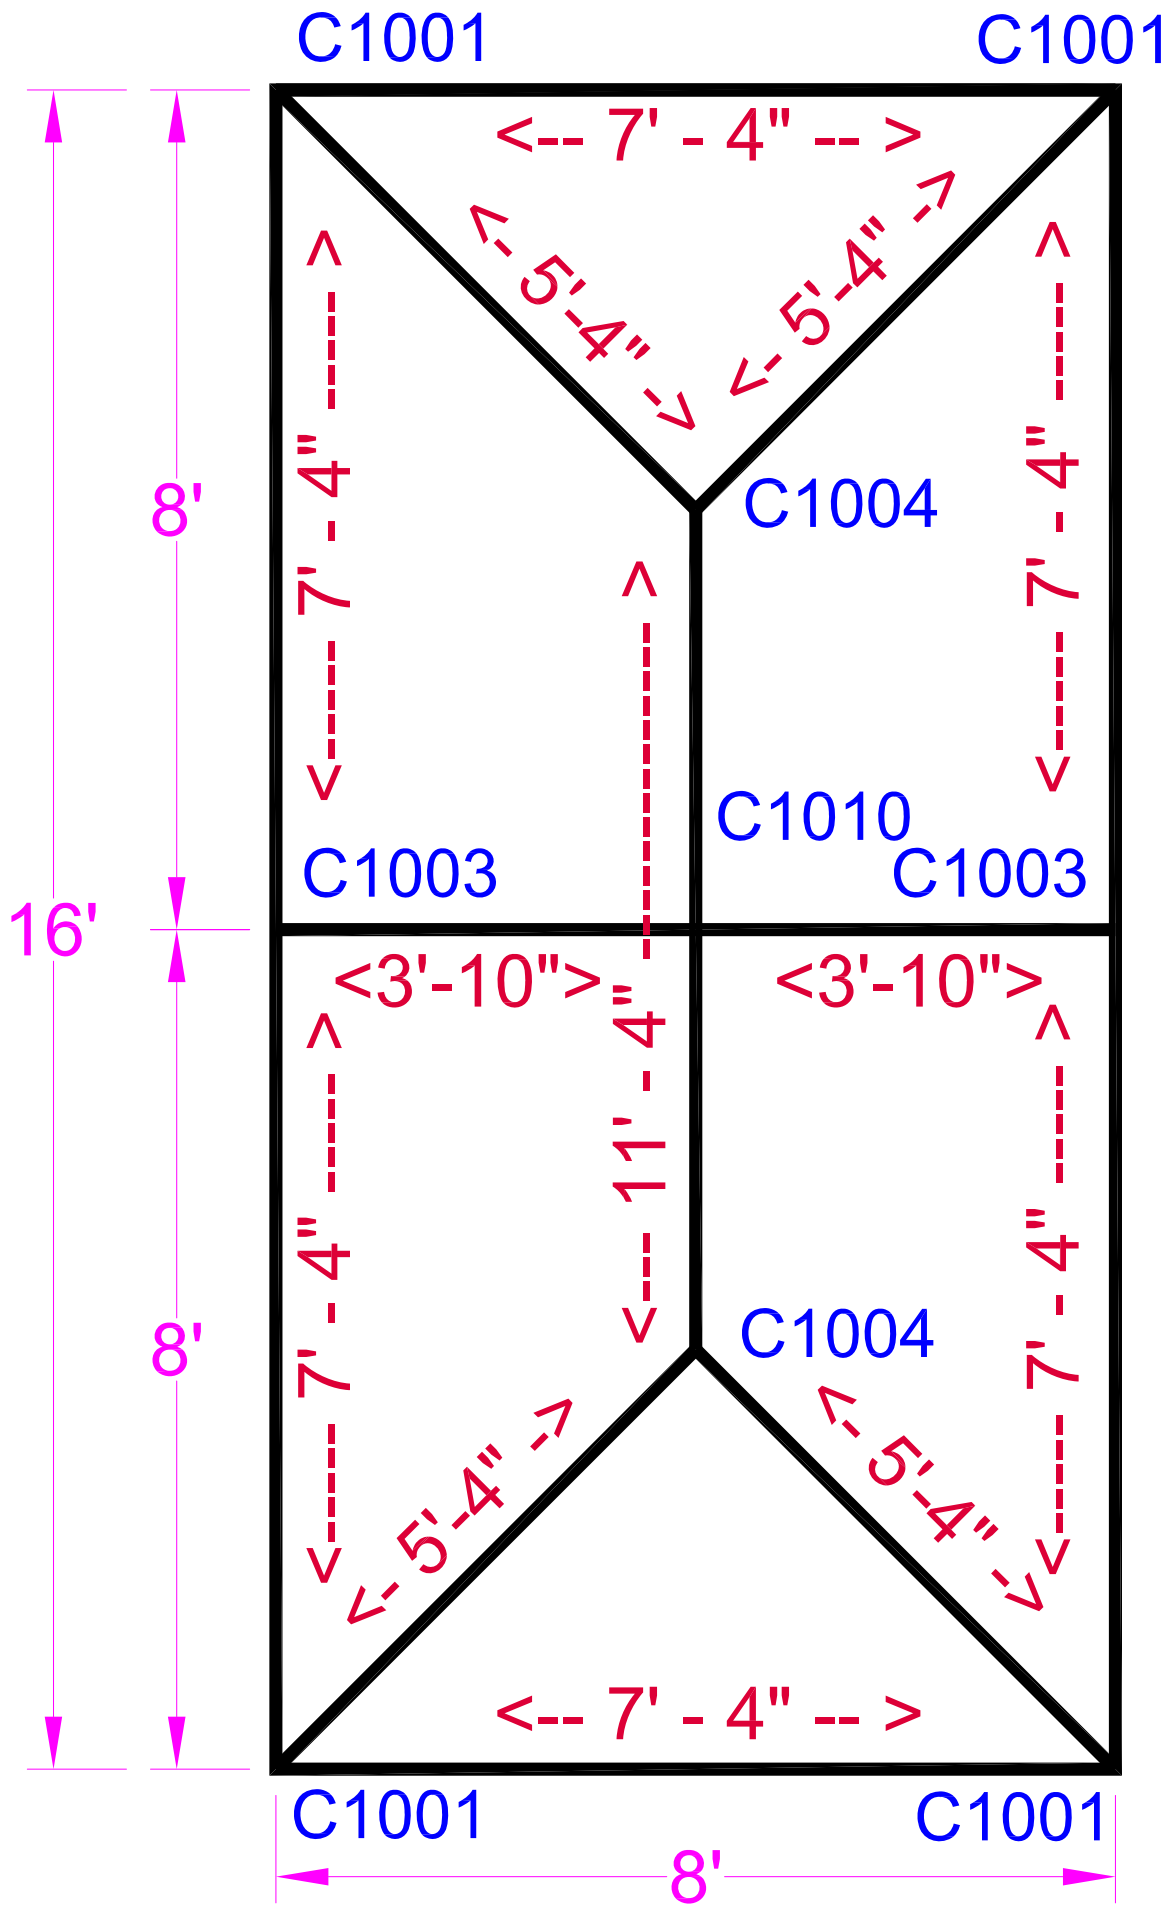 C1001 C1001
<-- 7' - 4" -- >
<- 5'-4" ->
<- 5'-4" ->
<------ 7' - 4" ------>
<------ 7' - 4" ------>
8'
C1004
C1010
C1003 C1003
16'
<3'-10"> <3'-10">
<--- 11' - 4" -------------->
<------ 7' - 4" ------>
<------ 7' - 4" ------>
8'
C1004
<- 5'-4" ->
<- 5'-4" ->
<-- 7' - 4" -- >
C1001 C1001
8'